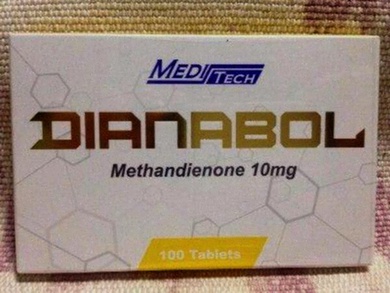 MEDITECH
DIANABOL
Methandienone 10mg
100 Tablets